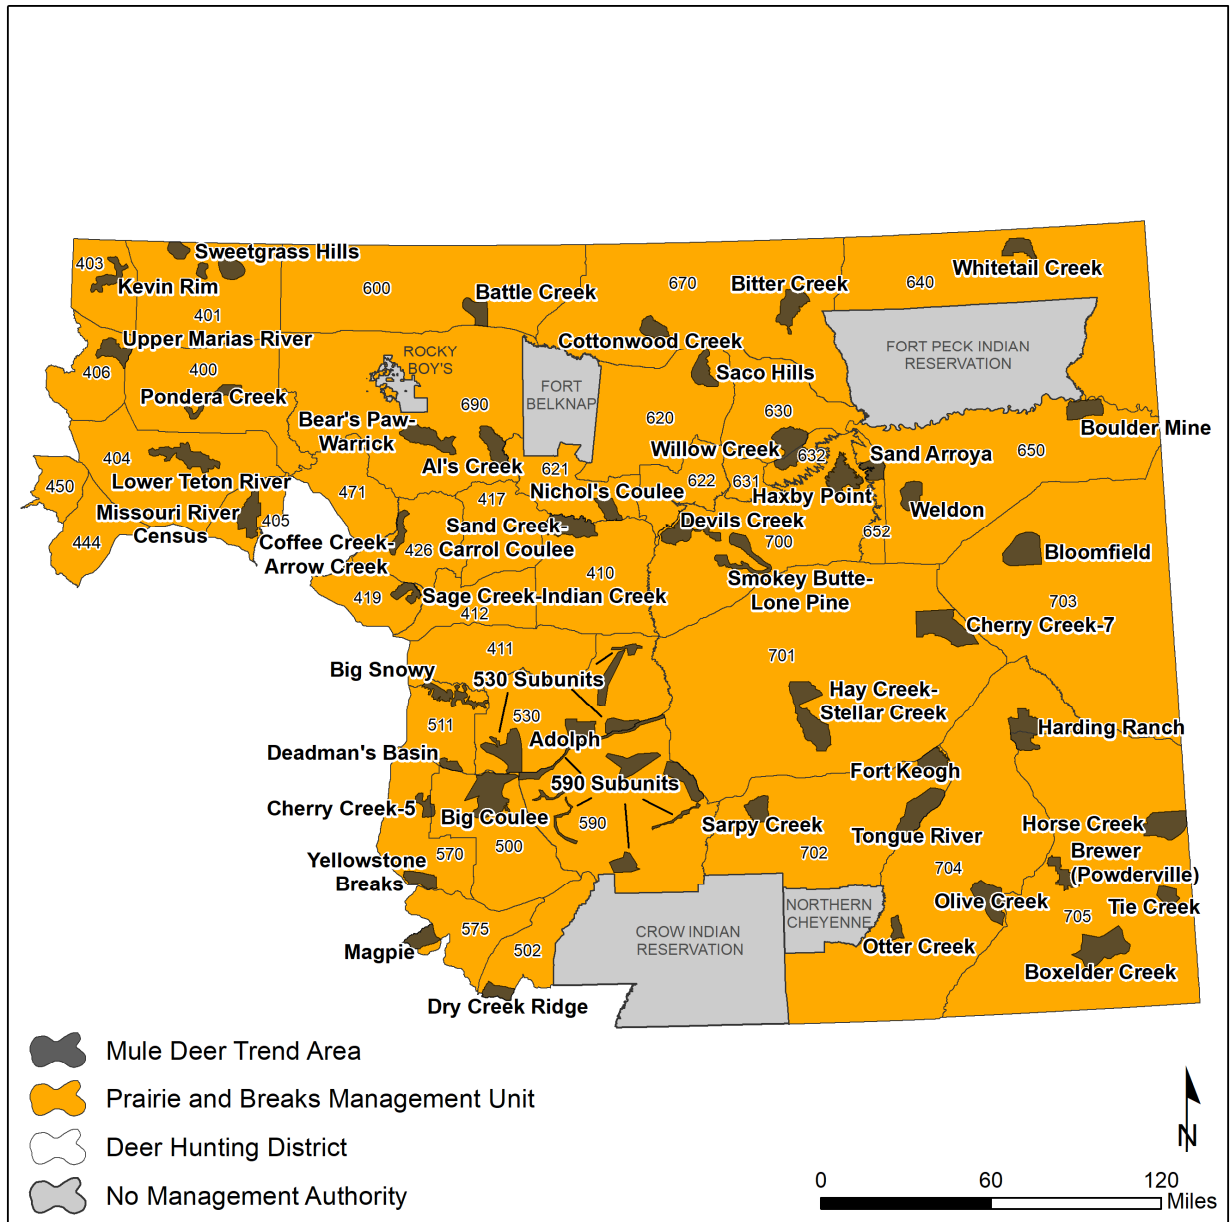 Sweetgrass Hills
403
Kevin Rim
401
600
Battle Creek
670
Bitter Creek
640
Whitetail Creek
Upper Marias River
406
400
Pondera Creek
ROCKY
BOY'S
Cottonwood Creek
Saco Hills
FORT PECK INDIAN
RESERVATION
FORT
BELKNAP
690
620
630
Bear's Paw-
Warrick
Boulder Mine
404
Lower Teton River
Al's Creek
621
Willow Creek
632
Sand Arroya
650
450
471
417
Nichol's Coulee
622
631
Haxby Point
Weldon
Missouri River
Census
405
444
Coffee Creek-
Arrow Creek
426
Sand Creek-
Carrol Coulee
Devils Creek
700
652
Bloomfield
410
Smokey Butte-
Lone Pine
419
Sage Creek-Indian Creek
412
703
Cherry Creek-7
411
701
Big Snowy
530 Subunits
Hay Creek-
Stellar Creek
511
530
Adolph
Harding Ranch
Deadman's Basin
590 Subunits
Fort Keogh
Cherry Creek-5
Big Coulee
590
Sarpy Creek
Tongue River
Horse Creek
570
500
702
704
Yellowstone
Breaks
Brewer
(Powderville)
NORTHERN
CHEYENNE
Olive Creek
705
Tie Creek
575
502
CROW INDIAN
RESERVATION
Otter Creek
Magpie
Boxelder Creek
Dry Creek Ridge
Mule Deer Trend Area
Prairie and Breaks Management Unit
Deer Hunting District
No Management Authority
N
0 60 120
Miles